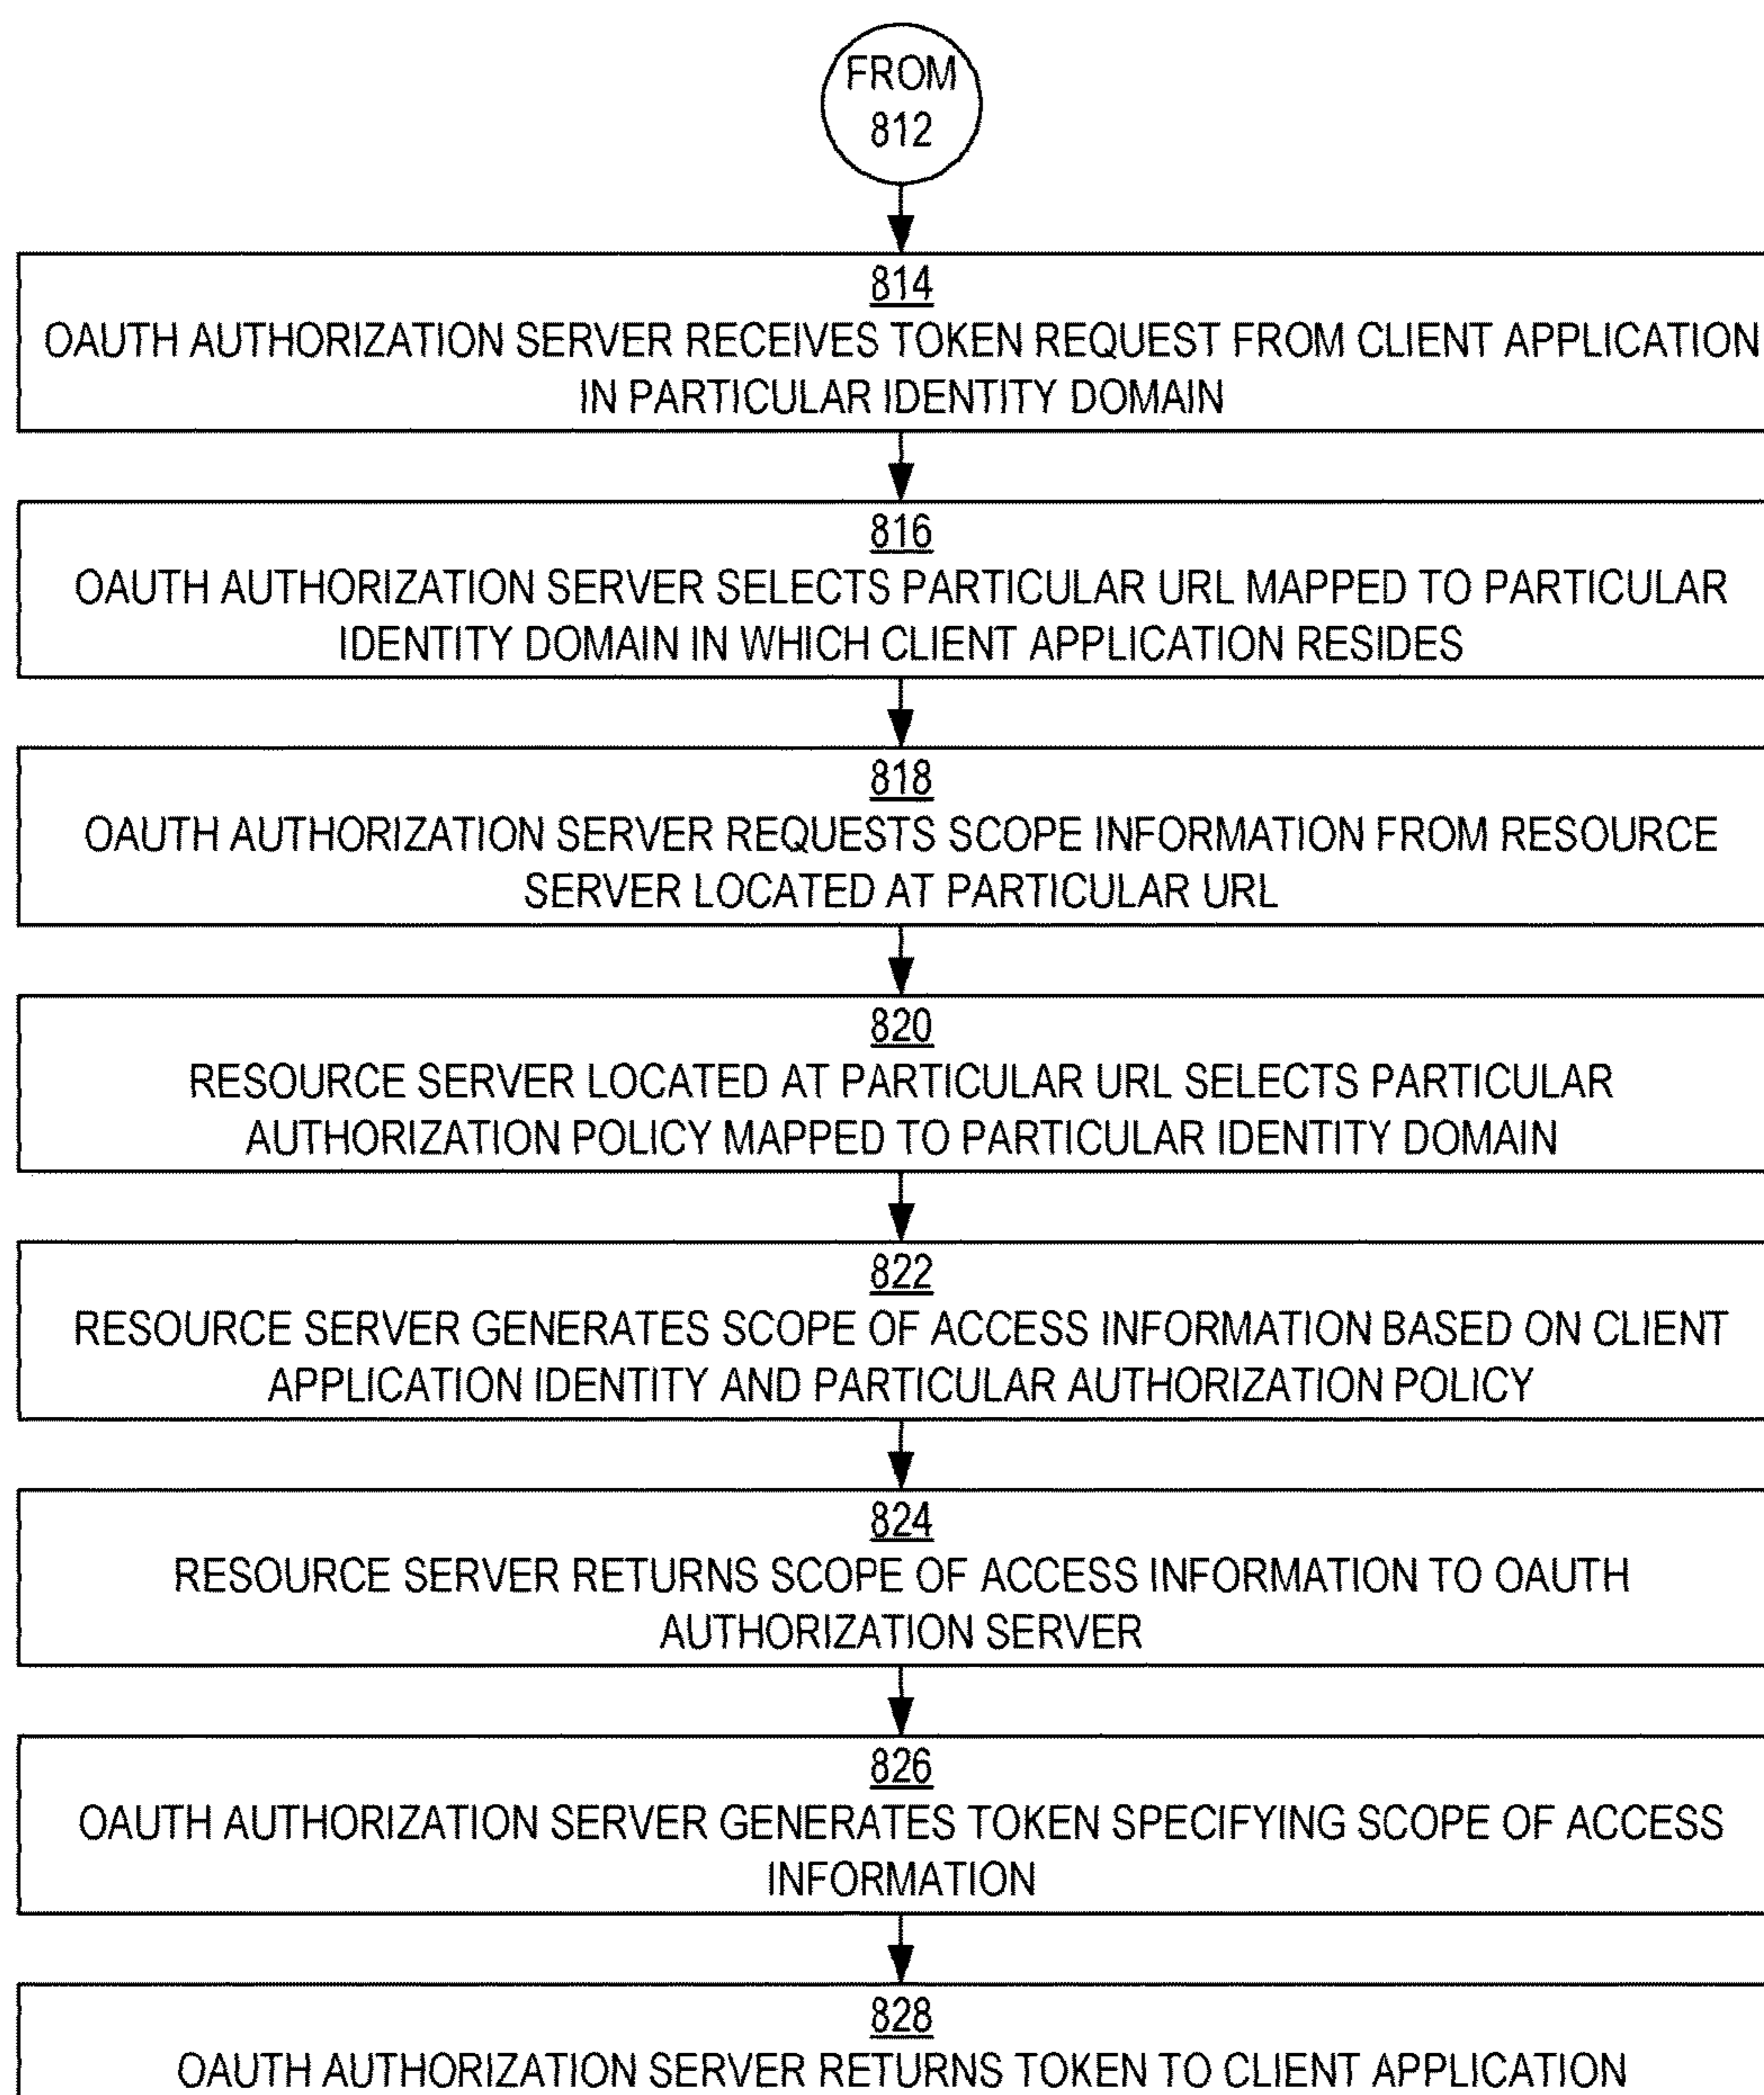 FROM
812
814
OAUTH AUTHORIZATION SERVER RECEIVES TOKEN REQUEST FROM CLIENT APPLICATION
IN PARTICULAR IDENTITY DOMAIN
816
OAUTH AUTHORIZATION SERVER SELECTS PARTICULAR URL MAPPED TO PARTICULAR
IDENTITY DOMAIN IN WHICH CLIENT APPLICATION RESIDES
818
OAUTH AUTHORIZATION SERVER REQUESTS SCOPE INFORMATION FROM RESOURCE
SERVER LOCATED AT PARTICULAR URL
820
RESOURCE SERVER LOCATED AT PARTICULAR URL SELECTS PARTICULAR
AUTHORIZATION POLICY MAPPED TO PARTICULAR IDENTITY DOMAIN
822
RESOURCE SERVER GENERATES SCOPE OF ACCESS INFORMATION BASED ON CLIENT
APPLICATION IDENTITY AND PARTICULAR AUTHORIZATION POLICY
824
RESOURCE SERVER RETURNS SCOPE OF ACCESS INFORMATION TO OAUTH
AUTHORIZATION SERVER
826
OAUTH AUTHORIZATION SERVER GENERATES TOKEN SPECIFYING SCOPE OF ACCESS
INFORMATION
828
OAUTH AUTHORIZATION SERVER RETURNS TOKEN TO CLIENT APPLICATION